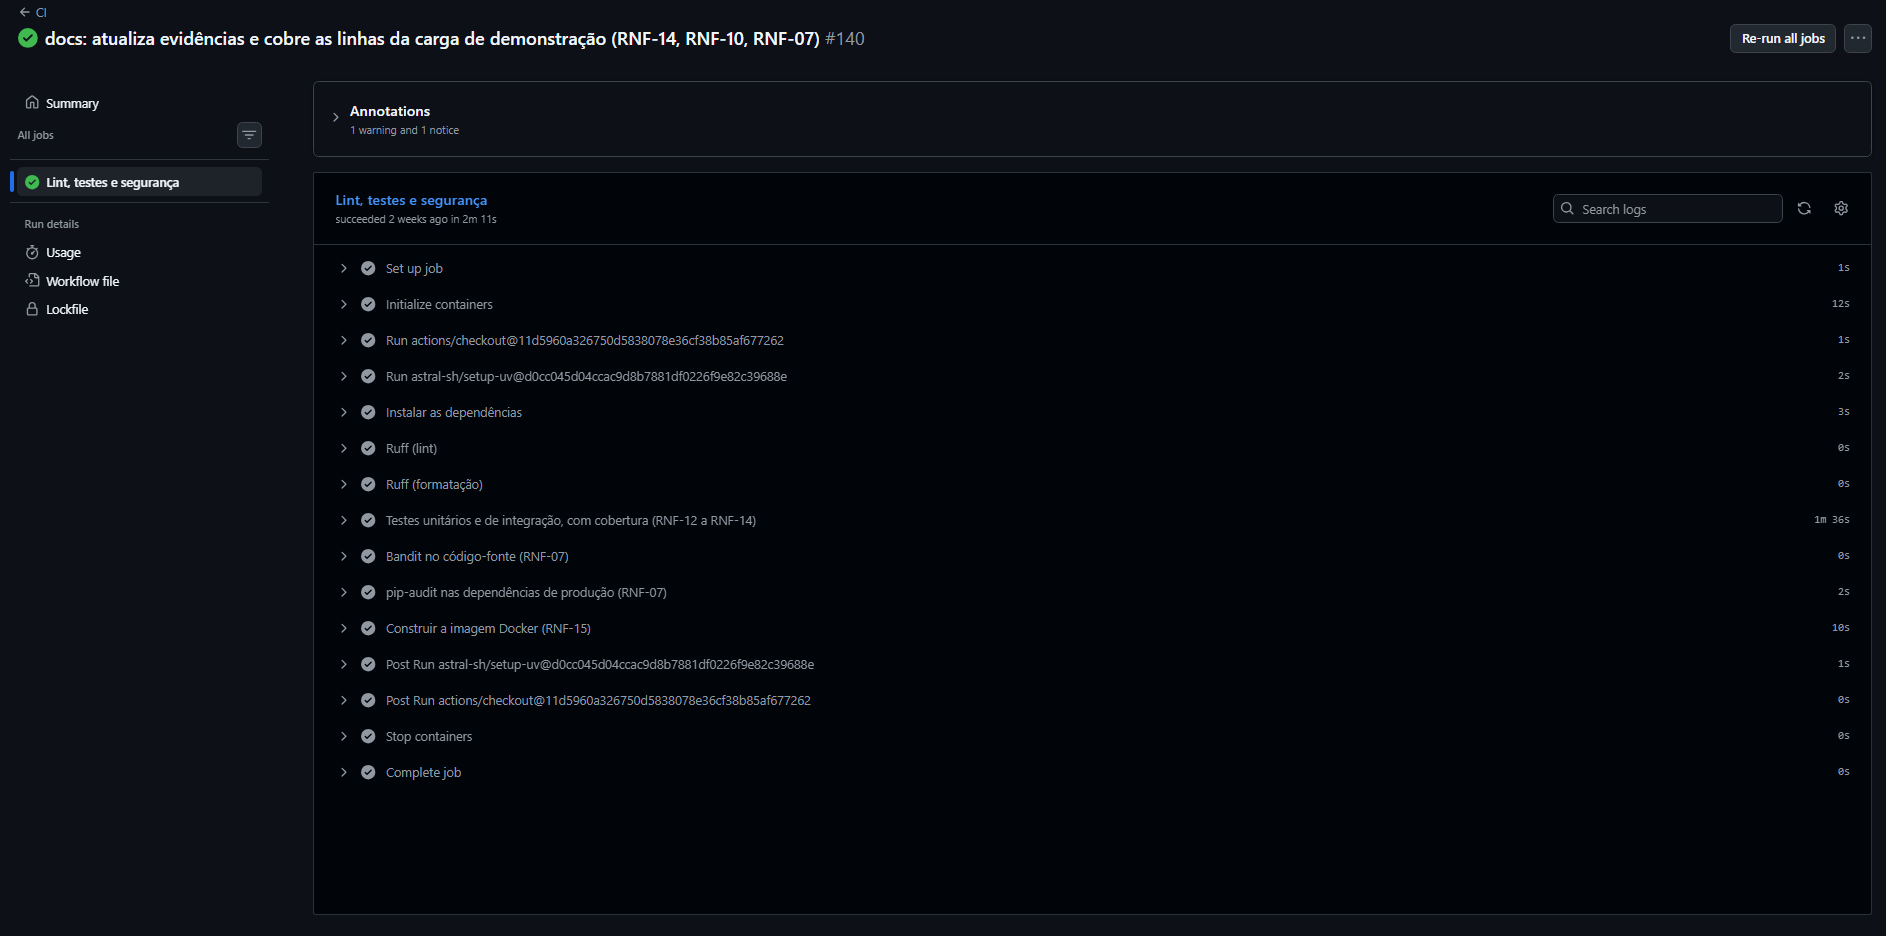 CI
docs: atualiza evidências e cobre as linhas da carga de demonstração (RNF-14, RNF-10, RNF-07) #140
Re-run all jobs
Summary
All jobs
Lint, testes e segurança
Run details
Usage
Workflow file
Lockfile
Annotations
1 warning and 1 notice
Lint, testes e segurança
succeeded 2 weeks ago in 2m 11s
Search logs
Set up job 1s
Initialize containers 12s
Run actions/checkout@11d5960a326750d5838078e36cf38b85af677262 1s
Run astral-sh/setup-uv@d0cc045d04ccac9d8b7881df0226f9e82c39688e 2s
Instalar as dependências 3s
Ruff (lint) 0s
Ruff (formatação) 0s
Testes unitários e de integração, com cobertura (RNF-12 a RNF-14) 1m 36s
Bandit no código-fonte (RNF-07) 0s
pip-audit nas dependências de produção (RNF-07) 2s
Construir a imagem Docker (RNF-15) 10s
Post Run astral-sh/setup-uv@d0cc045d04ccac9d8b7881df0226f9e82c39688e 1s
Post Run actions/checkout@11d5960a326750d5838078e36cf38b85af677262 0s
Stop containers 0s
Complete job 0s